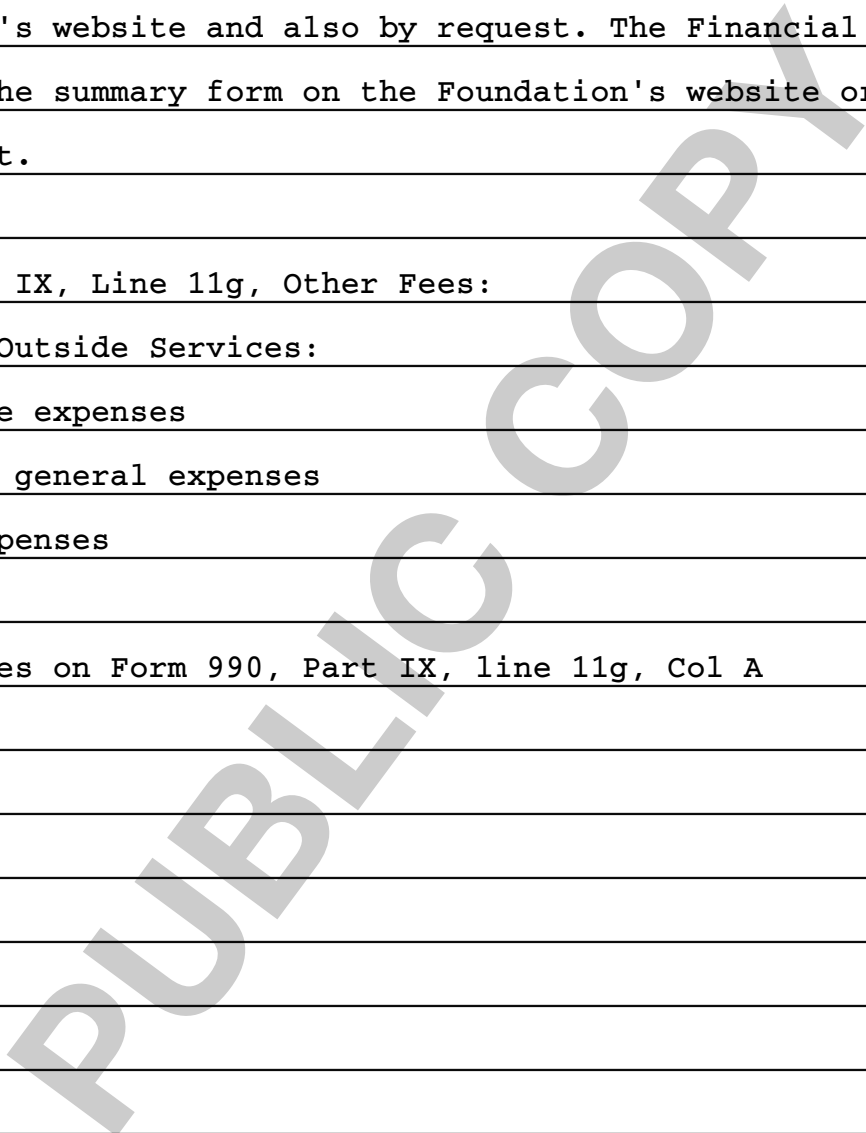 's website and also by request. The Financial
he summary form on the Foundation's website or
t.
IX, Line 11g, Other Fees:
Outside Services:
e expenses
general expenses
penses
es on Form 990, Part IX, line 11g, Col A
PUBLIC COPY